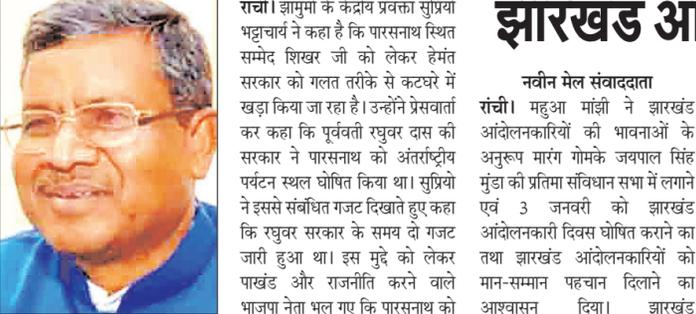 रांची। झामुमो के केंद्रीय प्रवक्ता सुप्रियो
भट्टाचार्य ने कहा है कि पारसनाथ स्थित
सम्मेद शिखर जी को लेकर हेमंत
सरकार को गलत तरीके से कटघरे में
खड़ा किया जा रहा है। उन्होंने प्रेसवार्ता
कर कहा कि पूर्ववती रघुवर दास की
सरकार ने पारसनाथ को अंतर्राष्ट्रीय
पर्यटन स्थल घोषित किया था। सुप्रियो
ने इससे संबंधित गजट दिखाते हुए कहा
कि रघुवर सरकार के समय दो गजट
जारी हुआ था। इस मुद्दे को लेकर
पाखंड और राजनीति करने वाले
भाजपा नेता भूल गए कि पारसनाथ को
झारखंड आ
नवीन मेल संवाददाता
रांची। महुआ मांझी ने झारखंड
आंदोलनकारियों की भावनाओं के
अनुरूप मारंग गोमके जयपाल सिंह
मुंडा की प्रतिमा संविधान सभा में लगाने
एवं 3 जनवरी को झारखंड
आंदोलनकारी दिवस घोषित कराने का
तथा झारखंड आंदोलनकारियों को
मान-सम्मान पहचान दिलाने का
आश्वासन दिया। झारखंड